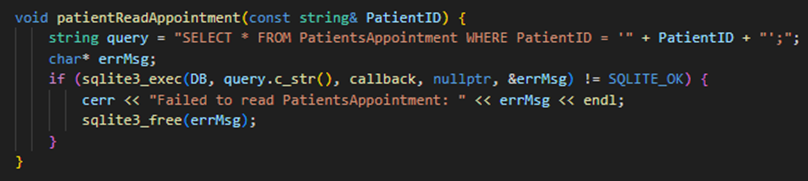 void patientReadAppointment(const string& PatientID) {
    string query = "SELECT * FROM PatientsAppointment WHERE PatientID = '" + PatientID + "';";
    char* errMsg;
    if (sqlite3_exec(DB, query.c_str(), callback, nullptr, &errMsg) != SQLITE_OK) {
        cerr << "Failed to read PatientsAppointment: " << errMsg << endl;
        sqlite3_free(errMsg);
    }
}